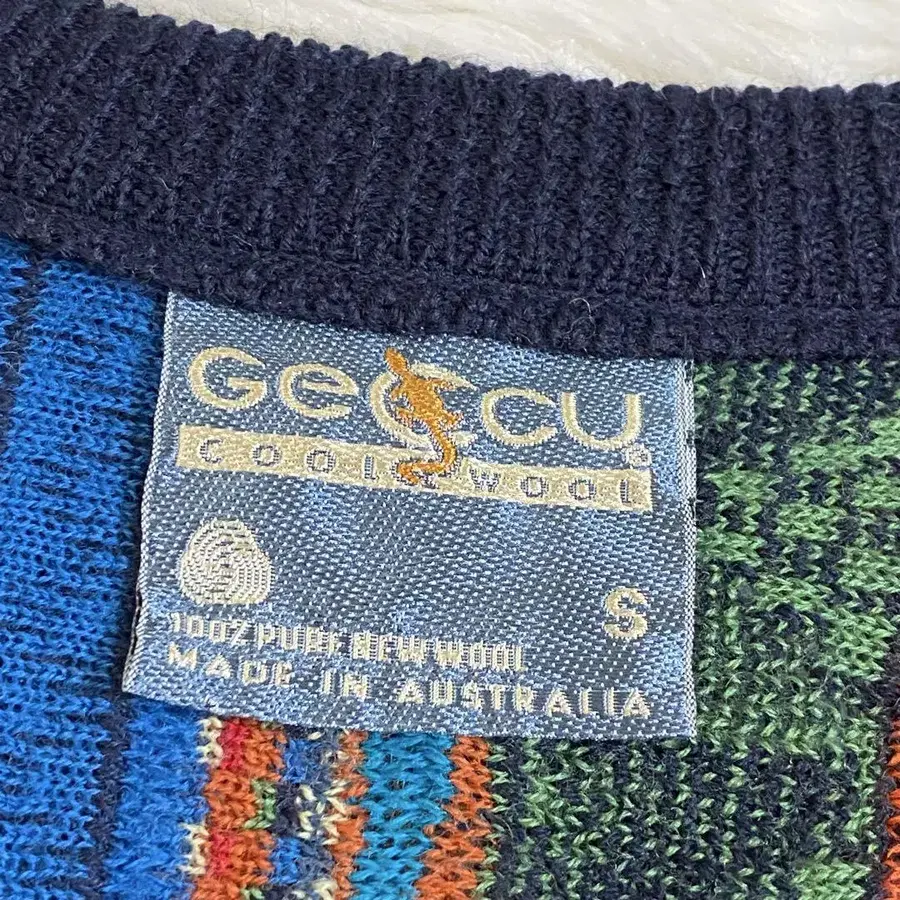 GeCCU®
COOL WOOL
S
100% PURE NEW WOOL
MADE IN AUSTRALIA